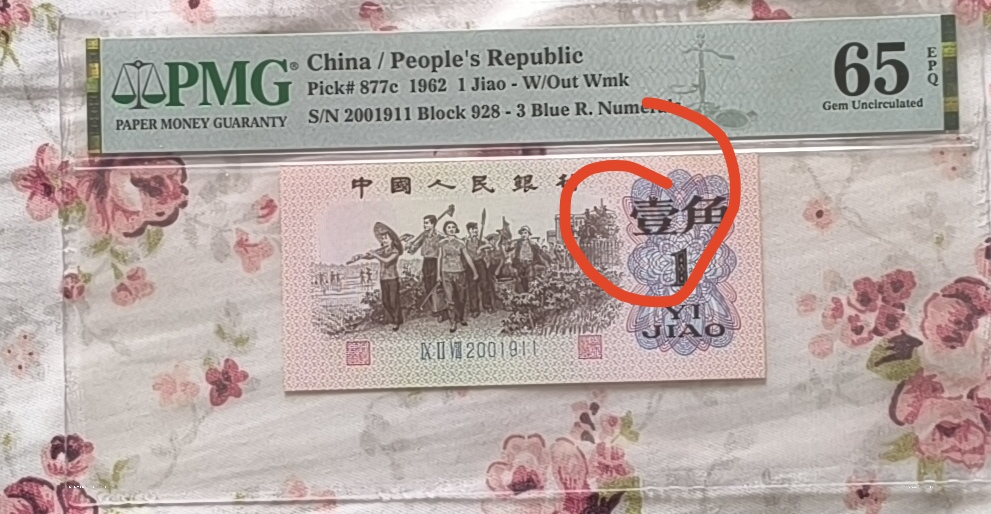 PMG
PAPER MONEY GUARANTY
China / People's Republic
Pick# 877c 1962 1 Jiao - W/Out Wmk
S/N 2001911 Block 928 - 3 Blue R. Numerals
65
EPQ
Gem Uncirculated
中國人民銀行
壹角
1
YI
JIAO
IX II VIII 2001911